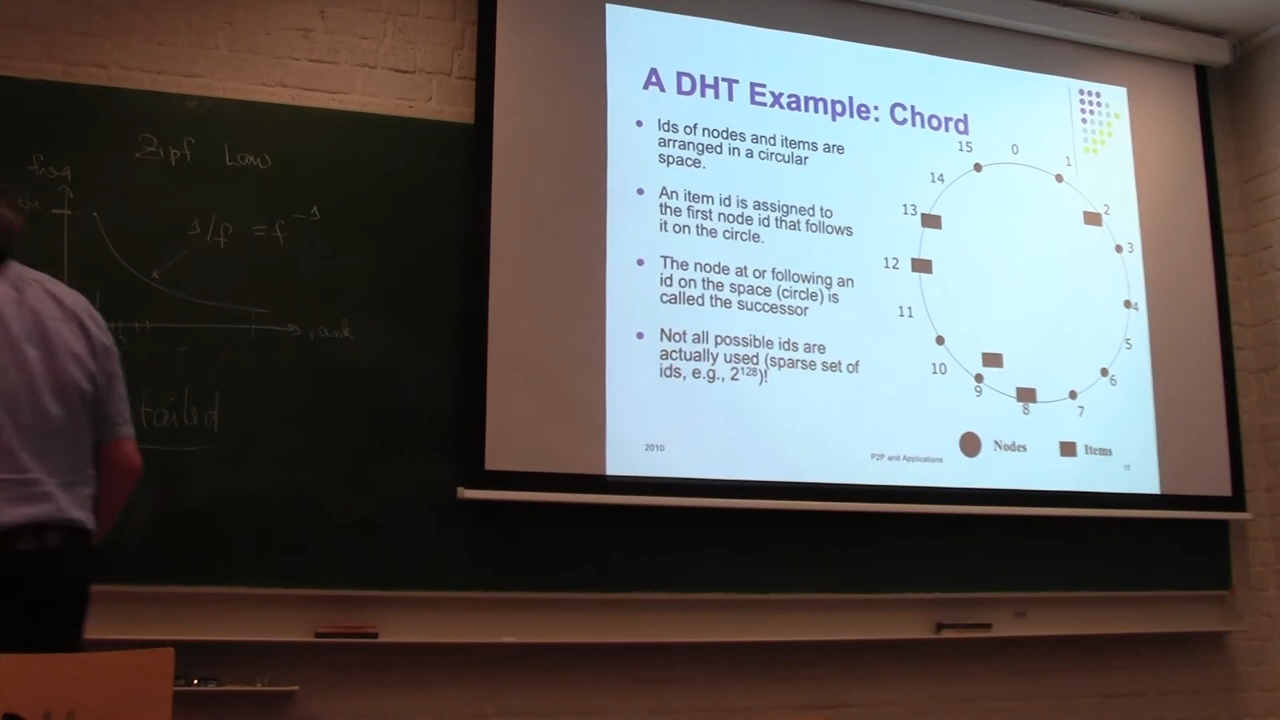 Zipf Law
freq
1/f = f^-1
rank
tailed
A DHT Example: Chord
• Ids of nodes and items are
arranged in a circular
space.
• An item id is assigned to
the first node id that follows
it on the circle.
• The node at or following an
id on the space (circle) is
called the successor
• Not all possible ids are
actually used (sparse set of
ids, e.g., 2^128)!
0
1
2
3
4
5
6
7
8
9
10
11
12
13
14
15
Nodes
Items
2010
P2P and Applications